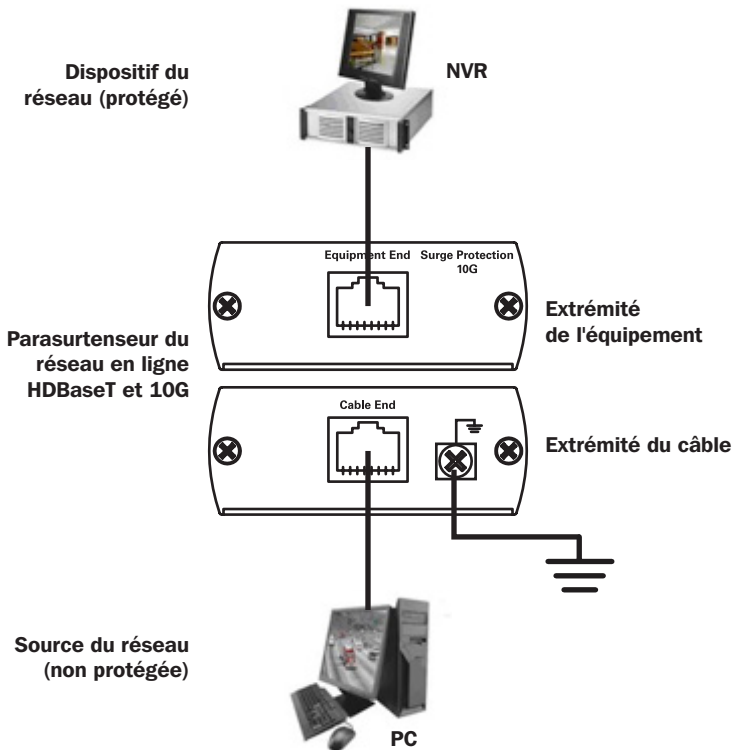 Dispositif du
réseau (protégé)
NVR
Equipment End
Surge Protection
10G
Extrémité
de l'équipement
Parasurtenseur du
réseau en ligne
HDBaseT et 10G
Cable End
Extrémité du câble
Source du réseau
(non protégée)
PC